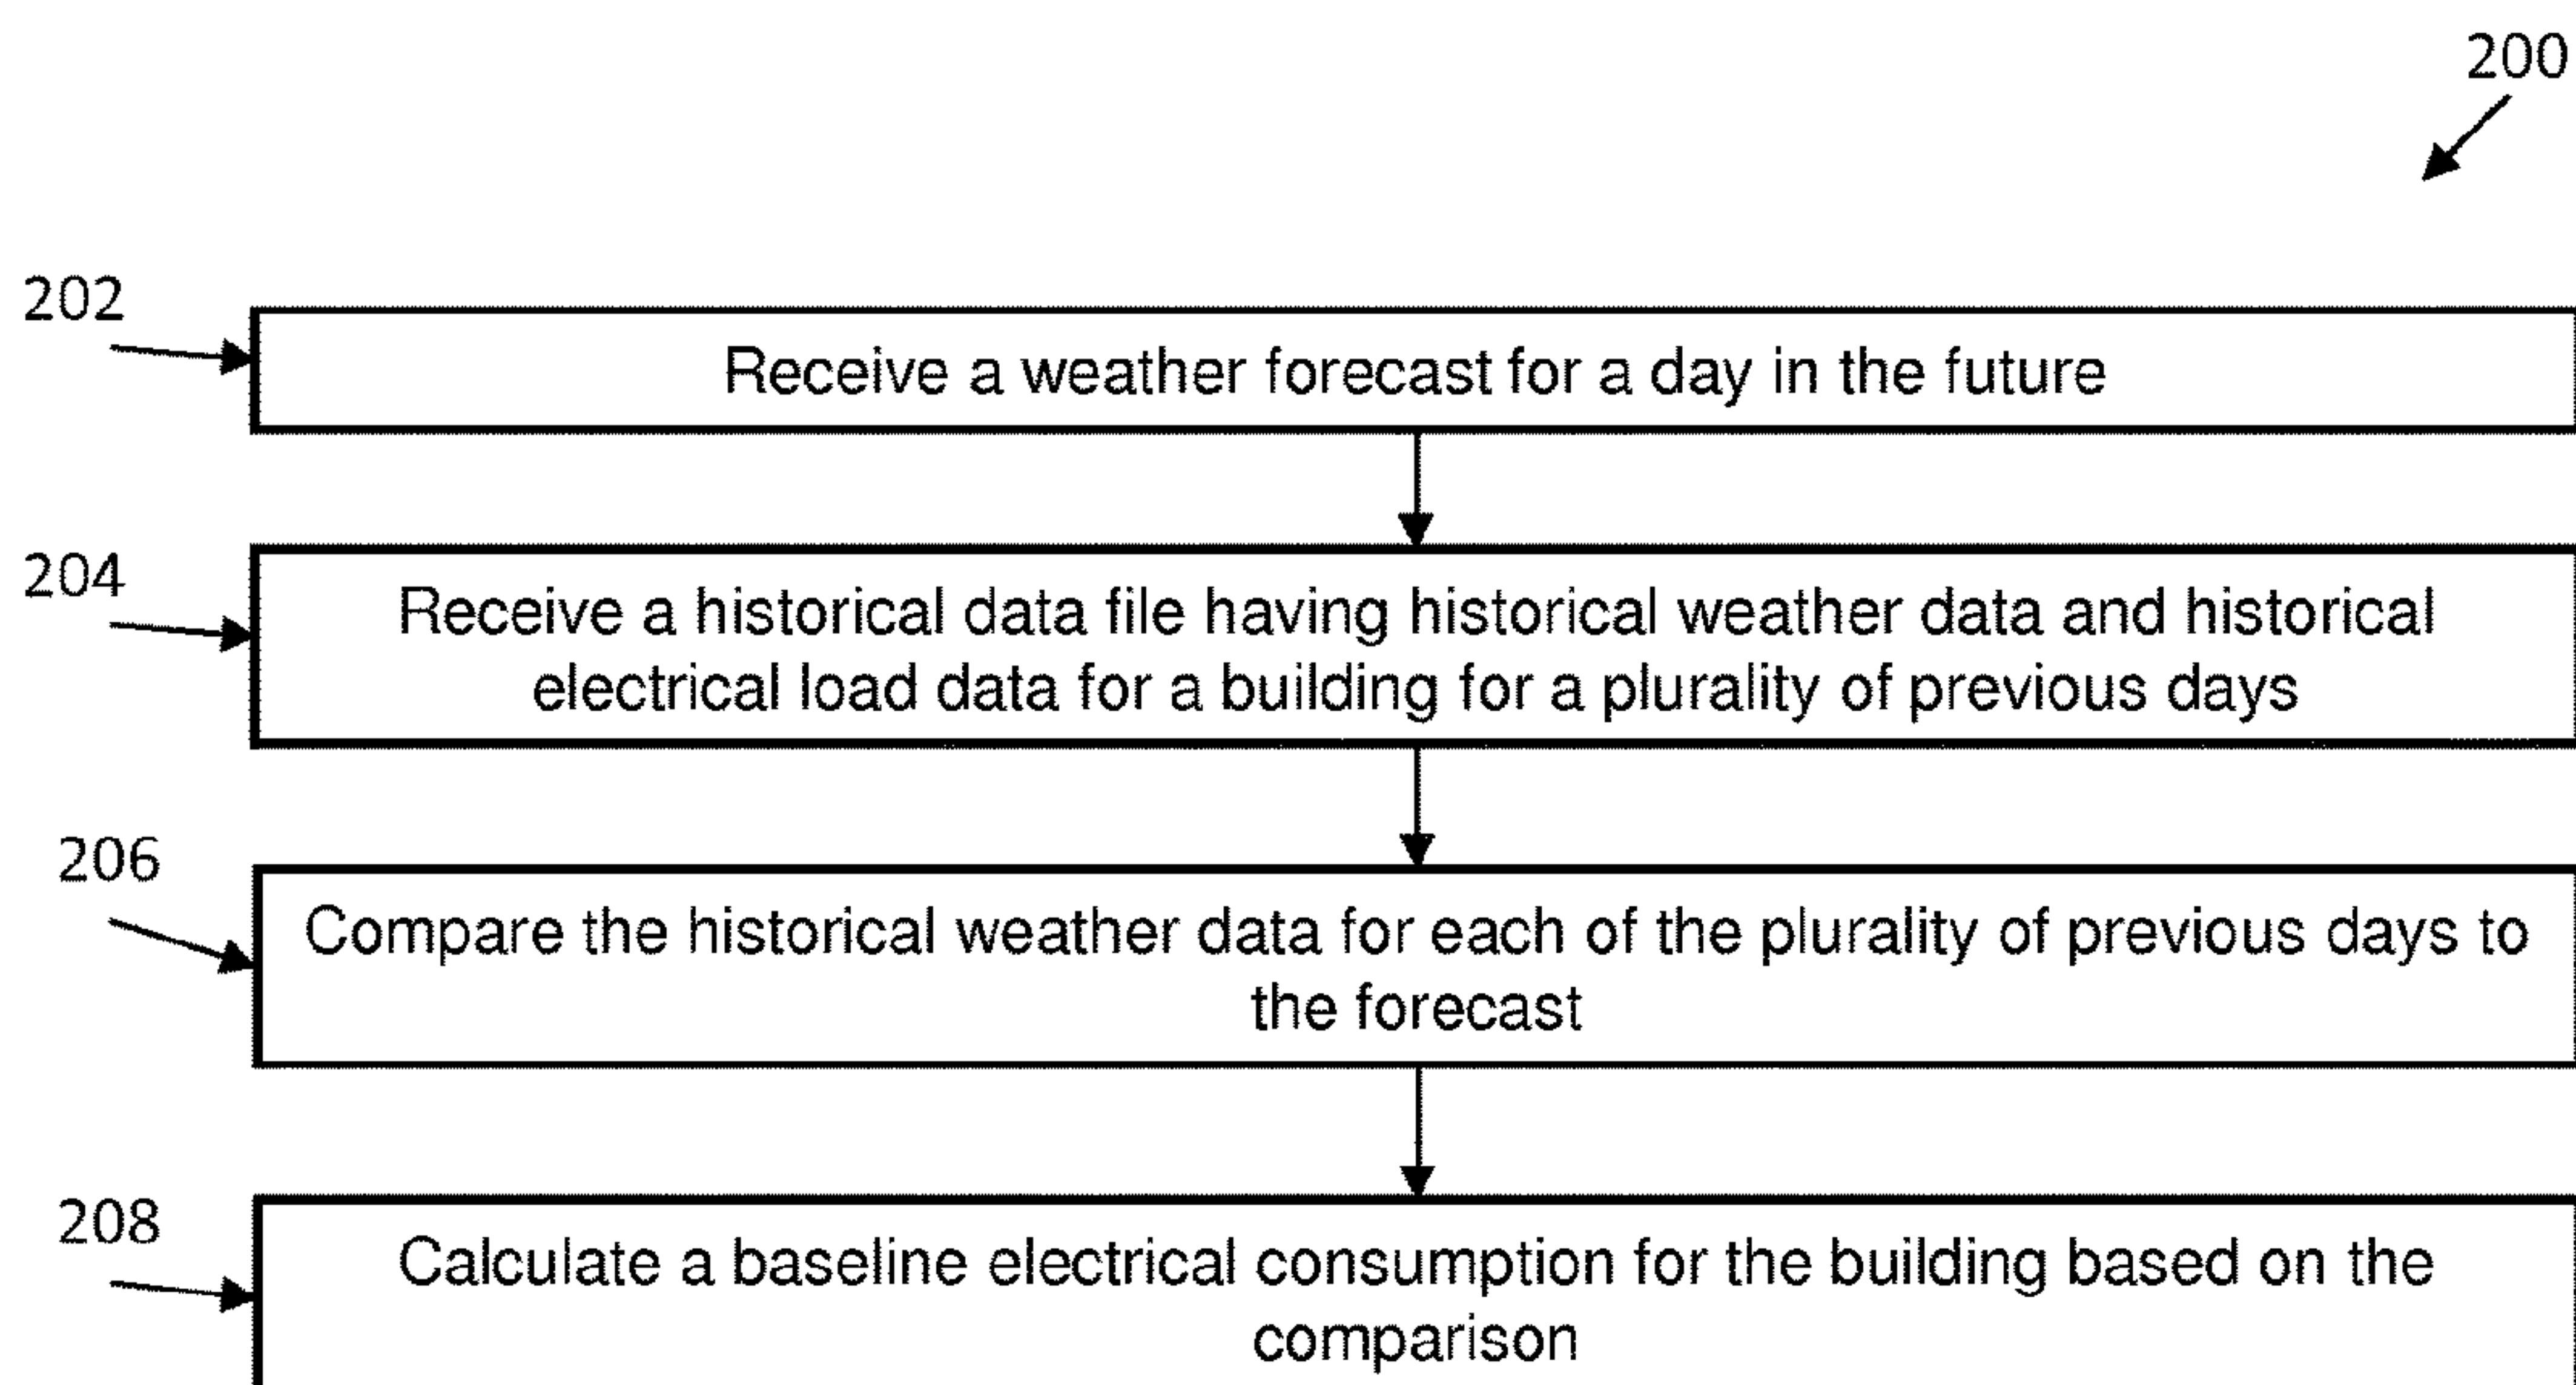 200
202
Receive a weather forecast for a day in the future
204
Receive a historical data file having historical weather data and historical
electrical load data for a building for a plurality of previous days
206
Compare the historical weather data for each of the plurality of previous days to
the forecast
208
Calculate a baseline electrical consumption for the building based on the
comparison